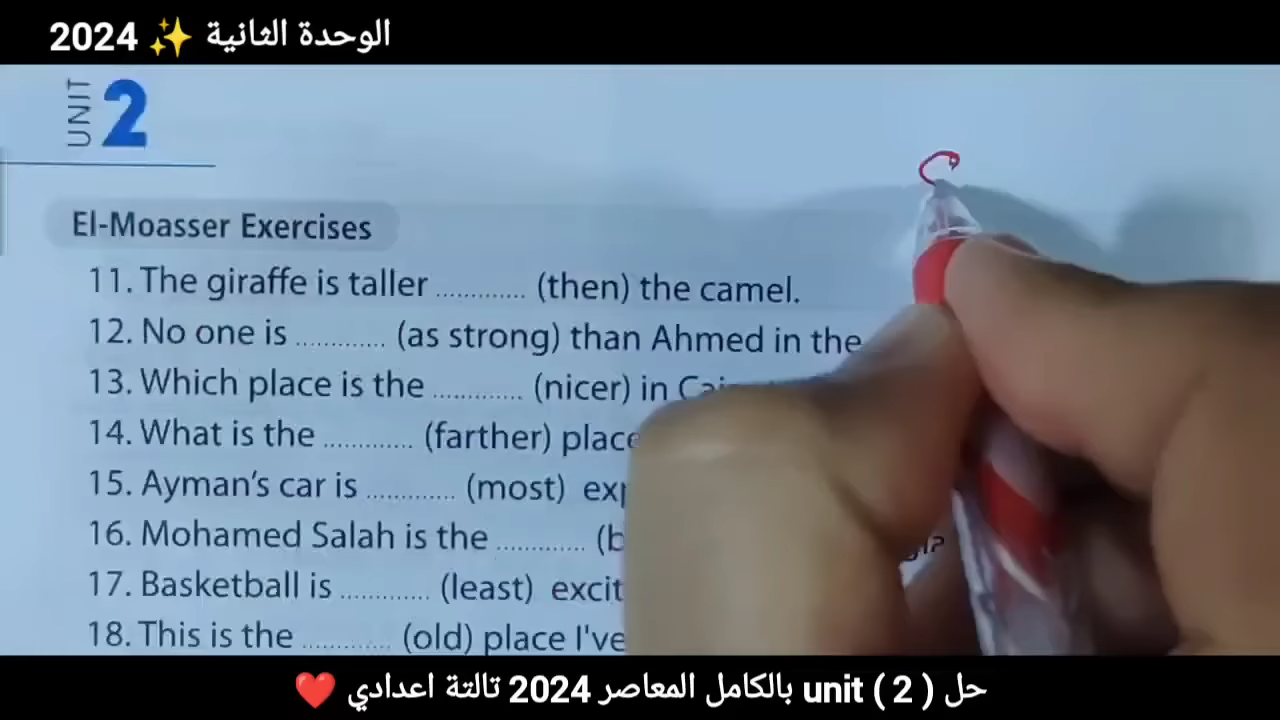 الوحدة الثانية ✨ 2024
UNIT 2
El-Moasser Exercises
11. The giraffe is taller ............. (then) the camel.
12. No one is ............. (as strong) than Ahmed in the
13. Which place is the ............. (nicer) in
14. What is the ............. (farther) place
15. Ayman's car is ............. (most)
16. Mohamed Salah is the .............
17. Basketball is ............. (least)
18. This is the ............. (old) place I've
حل ( 2 ) unit بالكامل المعاصر 2024 تالتة اعدادي ❤️